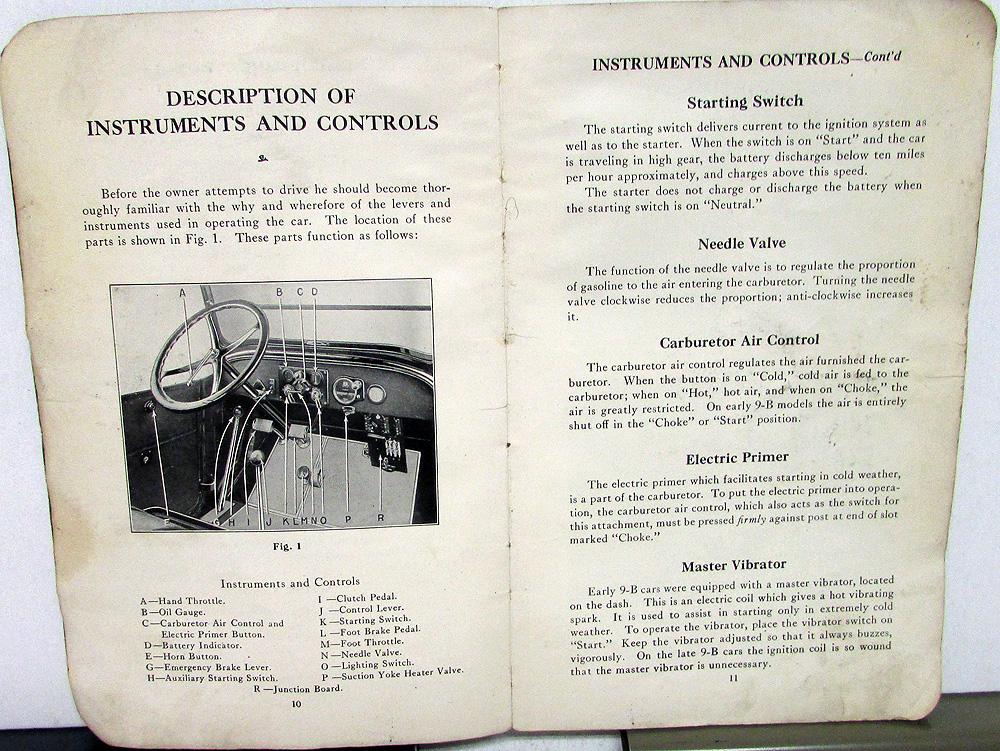 DESCRIPTION OF
INSTRUMENTS AND CONTROLS
Before the owner attempts to drive he should become thor-
oughly familiar with the why and wherefore of the levers and
instruments used in operating the car. The location of these
parts is shown in Fig. 1. These parts function as follows:
A B C D
E G H I J K L M N O P R
Fig. 1
Instruments and Controls
A—Hand Throttle.
B—Oil Gauge.
C—Carburetor Air Control and
Electric Primer Button.
D—Battery Indicator.
E—Horn Button.
G—Emergency Brake Lever.
H—Auxiliary Starting Switch.
I —Clutch Pedal.
J —Control Lever.
K —Starting Switch.
L —Foot Brake Pedal.
M—Foot Throttle.
N —Needle Valve.
O —Lighting Switch.
P —Suction Yoke Heater Valve.
R —Junction Board.
10
INSTRUMENTS AND CONTROLS—Cont'd
Starting Switch
The starting switch delivers current to the ignition system as
well as to the starter. When the switch is on “Start” and the car
is traveling in high gear, the battery discharges below ten miles
per hour approximately, and charges above this speed.
The starter does not charge or discharge the battery when
the starting switch is on “Neutral.”
Needle Valve
The function of the needle valve is to regulate the proportion
of gasoline to the air entering the carburetor. Turning the needle
valve clockwise reduces the proportion; anti-clockwise increases
it.
Carburetor Air Control
The carburetor air control regulates the air furnished the car-
buretor. When the button is on “Cold,” cold air is fed to the
carburetor; when on “Hot,” hot air, and when on “Choke,” the
air is greatly restricted. On early 9-B models the air is entirely
shut off in the “Choke” or “Start” position.
Electric Primer
The electric primer which facilitates starting in cold weather,
is a part of the carburetor. To put the electric primer into opera-
tion, the carburetor air control, which also acts as the switch for
this attachment, must be pressed firmly against post at end of slot
marked “Choke.”
Master Vibrator
Early 9-B cars were equipped with a master vibrator, located
on the dash. This is an electric coil which gives a hot vibrating
spark. It is used to assist in starting only in extremely cold
weather. To operate the vibrator, place the vibrator switch on
“Start.” Keep the vibrator adjusted so that it always buzzes,
vigorously. On the late 9-B cars the ignition coil is so wound
that the master vibrator is unnecessary.
11